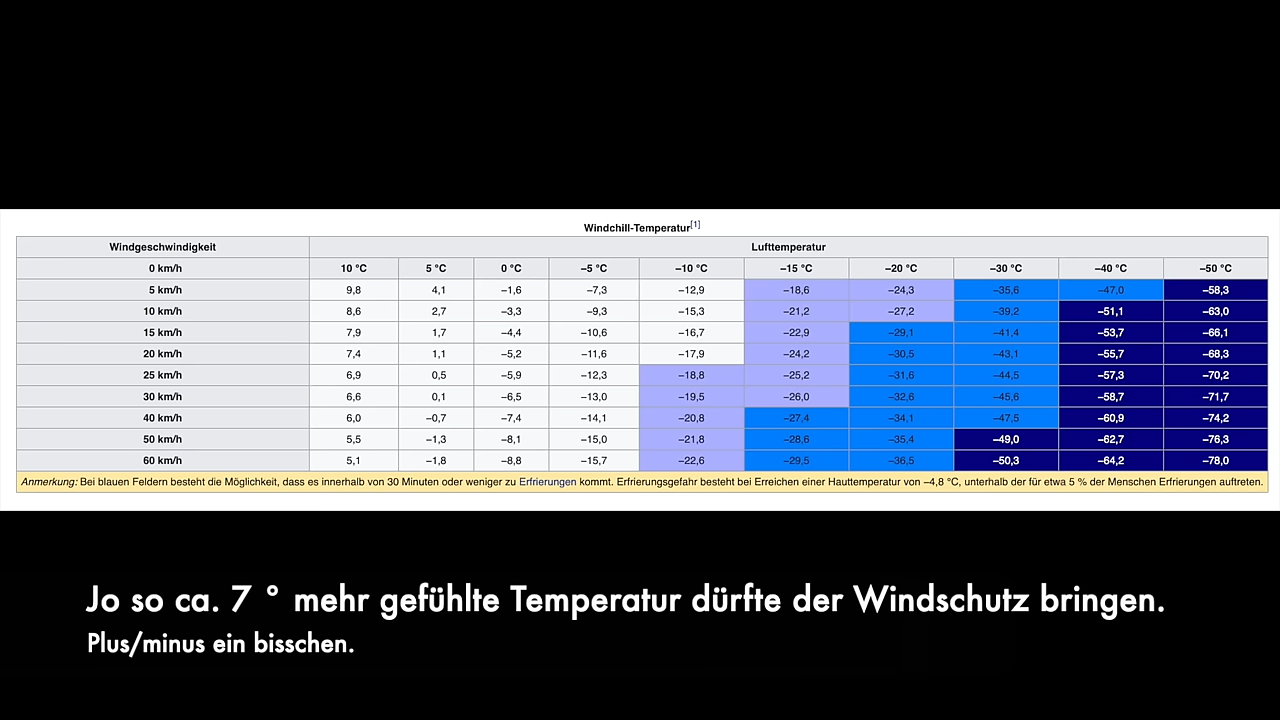 Windchill-Temperatur[1]
Windgeschwindigkeit Lufttemperatur
0 km/h 10 °C 5 °C 0 °C −5 °C −10 °C −15 °C −20 °C −30 °C −40 °C −50 °C
5 km/h 9,8 4,1 −1,6 −7,3 −12,9 −18,6 −24,3 −35,6 −47,0 −58,3
10 km/h 8,6 2,7 −3,3 −9,3 −15,3 −21,2 −27,2 −39,2 −51,1 −63,0
15 km/h 7,9 1,7 −4,4 −10,6 −16,7 −22,9 −29,1 −41,4 −53,7 −66,1
20 km/h 7,4 1,1 −5,2 −11,6 −17,9 −24,2 −30,5 −43,1 −55,7 −68,3
25 km/h 6,9 0,5 −5,9 −12,3 −18,8 −25,2 −31,6 −44,5 −57,3 −70,2
30 km/h 6,6 0,1 −6,5 −13,0 −19,5 −26,0 −32,6 −45,6 −58,7 −71,7
40 km/h 6,0 −0,7 −7,4 −14,1 −20,8 −27,4 −34,1 −47,5 −60,9 −74,2
50 km/h 5,5 −1,3 −8,1 −15,0 −21,8 −28,6 −35,4 −49,0 −62,7 −76,3
60 km/h 5,1 −1,8 −8,8 −15,7 −22,6 −29,5 −36,5 −50,3 −64,2 −78,0
Anmerkung: Bei blauen Feldern besteht die Möglichkeit, dass es innerhalb von 30 Minuten oder weniger zu Erfrierungen kommt. Erfrierungsgefahr besteht bei Erreichen einer Hauttemperatur von −4,8 °C, unterhalb der für etwa 5 % der Menschen Erfrierungen auftreten.
Jo so ca. 7 ° mehr gefühlte Temperatur dürfte der Windschutz bringen.
Plus/minus ein bisschen.